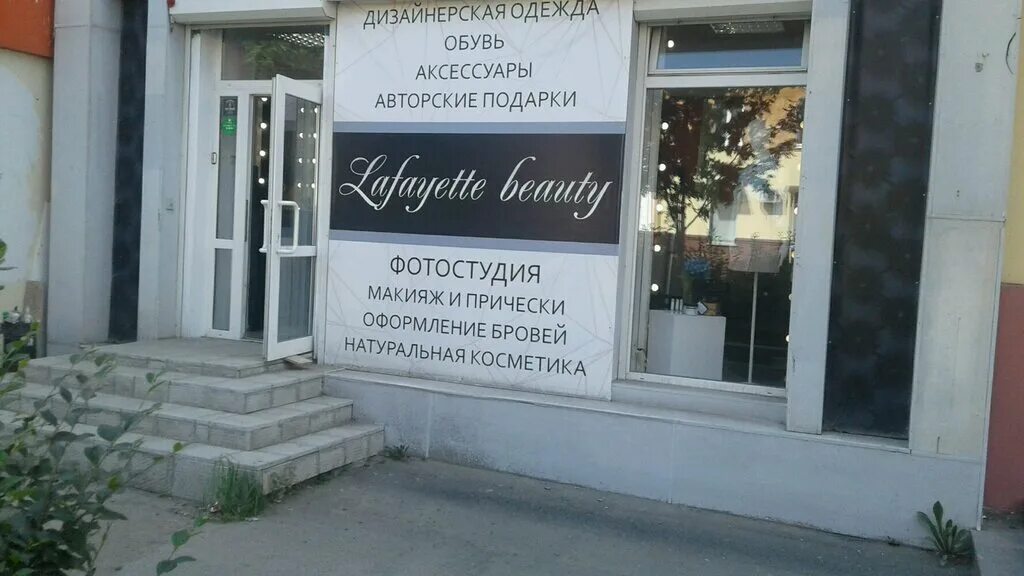 ДИЗАЙНЕРСКАЯ ОДЕЖДА
ОБУВЬ
АКСЕССУАРЫ
АВТОРСКИЕ ПОДАРКИ
Lafayette beauty
ФОТОСТУДИЯ
МАКИЯЖ И ПРИЧЕСКИ
ОФОРМЛЕНИЕ БРОВЕЙ
НАТУРАЛЬНАЯ КОСМЕТИКА